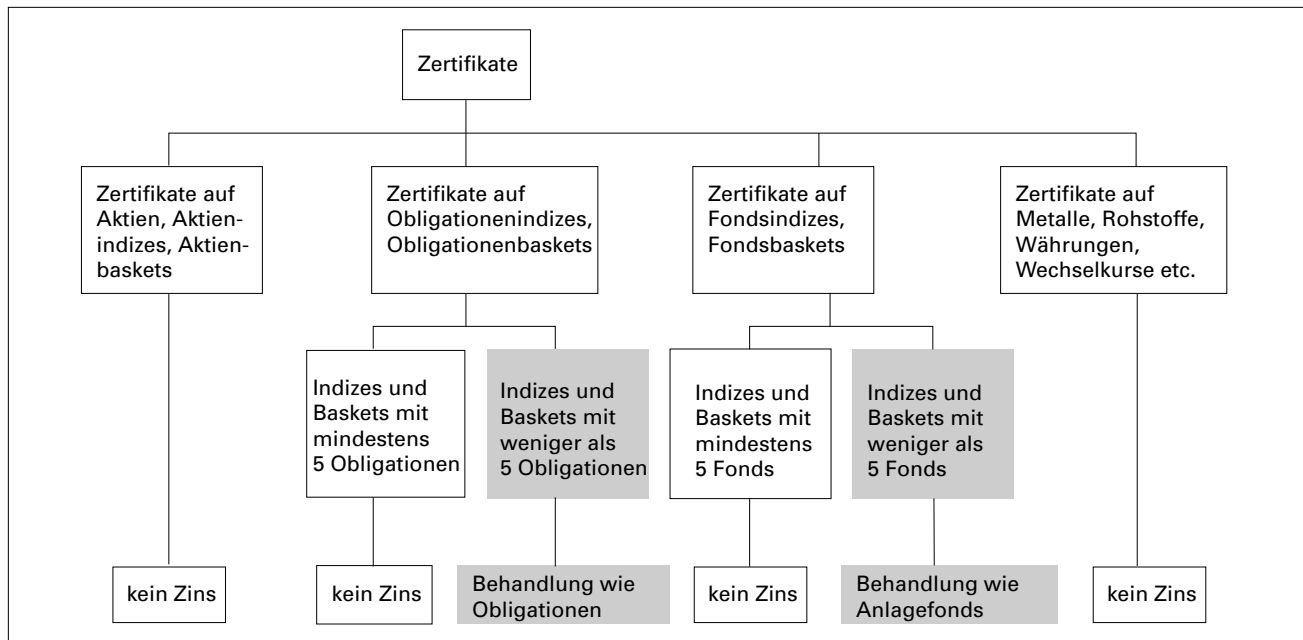 Zertifikate
Zertifikate auf
Aktien, Aktien-
indizes, Aktien-
baskets
Zertifikate auf
Obligationenindizes,
Obligationenbaskets
Zertifikate auf
Fondsindizes,
Fondsbaskets
Zertifikate auf
Metalle, Rohstoffe,
Währungen,
Wechselkurse etc.
Indizes und
Baskets mit
mindestens
5 Obligationen
Indizes und
Baskets mit
weniger als
5 Obligationen
Indizes und
Baskets mit
mindestens
5 Fonds
Indizes und
Baskets mit
weniger als
5 Fonds
kein Zins
kein Zins
Behandlung wie
Obligationen
kein Zins
Behandlung wie
Anlagefonds
kein Zins